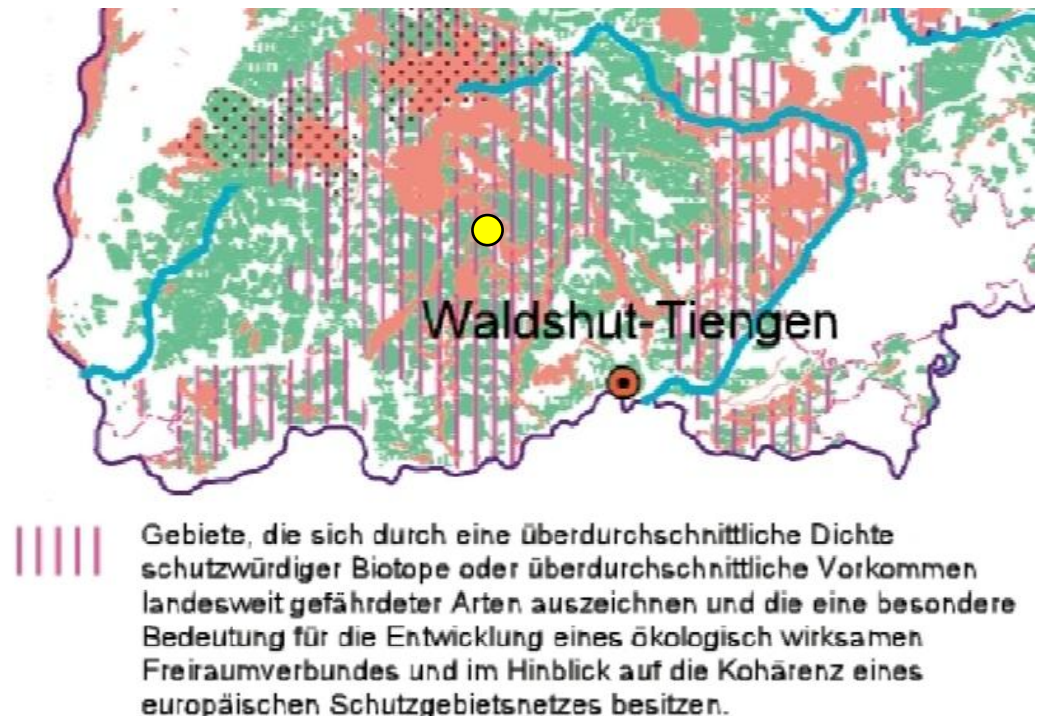 Waldshut-Tiengen
Gebiete, die sich durch eine überdurchschnittliche Dichte
schutzwürdiger Biotope oder überdurchschnittliche Vorkommen
landesweit gefährdeter Arten auszeichnen und die eine besondere
Bedeutung für die Entwicklung eines ökologisch wirksamen
Freiraumverbundes und im Hinblick auf die Kohärenz eines
europäischen Schutzgebietsnetzes besitzen.